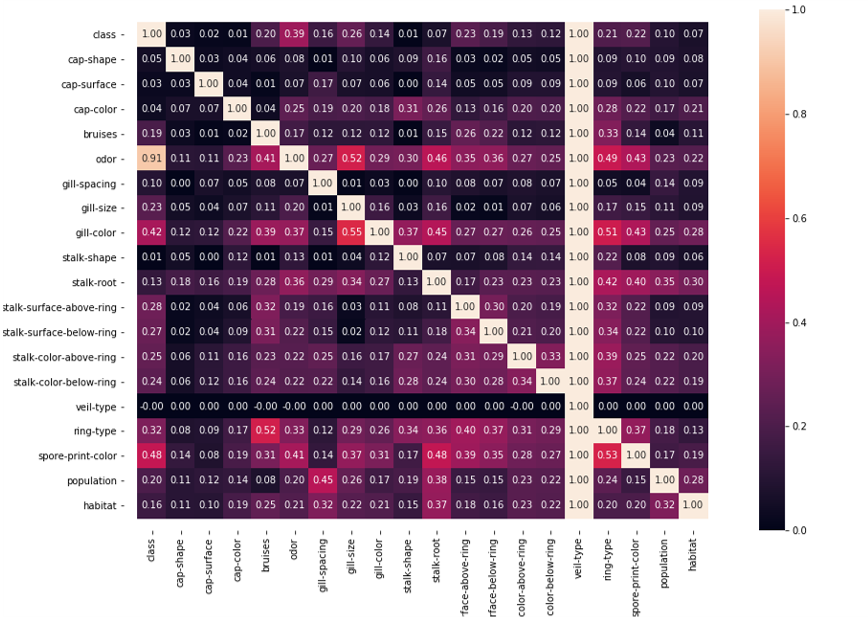 class 1.00 0.03 0.02 0.01 0.20 0.39 0.16 0.26 0.14 0.01 0.07 0.23 0.19 0.13 0.12 1.00 0.21 0.22 0.10 0.07
cap-shape 0.05 1.00 0.03 0.04 0.06 0.08 0.01 0.10 0.06 0.09 0.16 0.03 0.02 0.05 0.05 1.00 0.09 0.10 0.09 0.08
cap-surface 0.03 0.03 1.00 0.04 0.01 0.07 0.17 0.07 0.06 0.00 0.14 0.05 0.05 0.09 0.09 1.00 0.09 0.06 0.10 0.07
cap-color 0.04 0.07 0.07 1.00 0.04 0.25 0.19 0.20 0.18 0.31 0.26 0.13 0.16 0.20 0.20 1.00 0.28 0.22 0.17 0.21
bruises 0.19 0.03 0.01 0.02 1.00 0.17 0.12 0.12 0.12 0.01 0.15 0.26 0.22 0.12 0.12 1.00 0.33 0.14 0.04 0.11
odor 0.91 0.11 0.11 0.23 0.41 1.00 0.27 0.52 0.29 0.30 0.46 0.35 0.36 0.27 0.27 1.00 0.49 0.43 0.23 0.22
gill-spacing 0.10 0.00 0.07 0.05 0.08 0.07 1.00 0.01 0.03 0.00 0.10 0.08 0.07 0.08 0.07 1.00 0.05 0.04 0.14 0.09
gill-size 0.23 0.05 0.04 0.07 0.11 0.20 0.01 1.00 0.16 0.03 0.16 0.02 0.01 0.07 0.06 1.00 0.17 0.15 0.11 0.09
gill-color 0.42 0.12 0.12 0.22 0.39 0.37 0.15 0.55 1.00 0.37 0.45 0.27 0.27 0.26 0.25 1.00 0.51 0.43 0.25 0.28
stalk-shape 0.01 0.05 0.00 0.12 0.01 0.13 0.01 0.04 0.12 1.00 0.07 0.07 0.08 0.14 0.14 1.00 0.22 0.08 0.09 0.06
stalk-root 0.13 0.18 0.16 0.19 0.28 0.36 0.29 0.34 0.27 0.13 1.00 0.17 0.23 0.23 0.23 1.00 0.42 0.40 0.35 0.30
stalk-surface-above-ring 0.28 0.02 0.04 0.06 0.32 0.19 0.16 0.03 0.11 0.08 0.11 1.00 0.30 0.20 0.19 1.00 0.32 0.22 0.09 0.09
stalk-surface-below-ring 0.27 0.02 0.04 0.09 0.31 0.22 0.15 0.02 0.12 0.11 0.18 0.34 1.00 0.21 0.20 1.00 0.34 0.22 0.10 0.10
stalk-color-above-ring 0.25 0.06 0.11 0.16 0.23 0.22 0.25 0.16 0.17 0.27 0.24 0.31 0.29 1.00 0.33 1.00 0.39 0.25 0.22 0.20
stalk-color-below-ring 0.24 0.06 0.12 0.16 0.24 0.22 0.22 0.14 0.16 0.28 0.24 0.30 0.28 0.34 1.00 1.00 0.37 0.24 0.22 0.19
veil-type -0.00 0.00 0.00 0.00 -0.00 -0.00 0.00 0.00 0.00 0.00 0.00 0.00 0.00 -0.00 0.00 1.00 0.00 0.00 0.00 0.00
ring-type 0.32 0.08 0.09 0.17 0.52 0.33 0.12 0.29 0.26 0.34 0.36 0.40 0.37 0.31 0.29 1.00 1.00 0.37 0.18 0.13
spore-print-color 0.48 0.14 0.08 0.19 0.31 0.41 0.14 0.37 0.31 0.17 0.48 0.39 0.35 0.28 0.27 1.00 0.53 1.00 0.17 0.19
population 0.20 0.11 0.12 0.14 0.08 0.20 0.45 0.26 0.17 0.19 0.38 0.15 0.15 0.23 0.22 1.00 0.24 0.15 1.00 0.28
habitat 0.16 0.11 0.10 0.19 0.25 0.21 0.32 0.22 0.21 0.15 0.37 0.18 0.16 0.23 0.22 1.00 0.20 0.20 0.32 1.00
class
cap-shape
cap-surface
cap-color
bruises
odor
gill-spacing
gill-size
gill-color
stalk-shape
stalk-root
rface-above-ring
rface-below-ring
color-above-ring
color-below-ring
veil-type
ring-type
spore-print-color
population
habitat
1.0
0.8
0.6
0.4
0.2
0.0